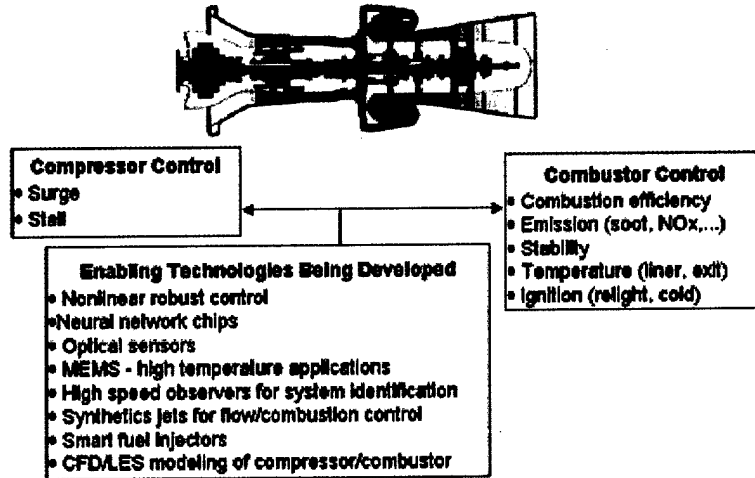 Compressor Control
• Surge
• Stall
Combustor Control
• Combustion efficiency
• Emission (soot, NOx,...)
• Stability
• Temperature (liner, exit)
• Ignition (relight, cold)
Enabling Technologies Being Developed
• Nonlinear robust control
• Neural network chips
• Optical sensors
• MEMS - high temperature applications
• High speed observers for system identification
• Synthetics jets for flow/combustion control
• Smart fuel injectors
• CFD/LES modeling of compressor/combustor